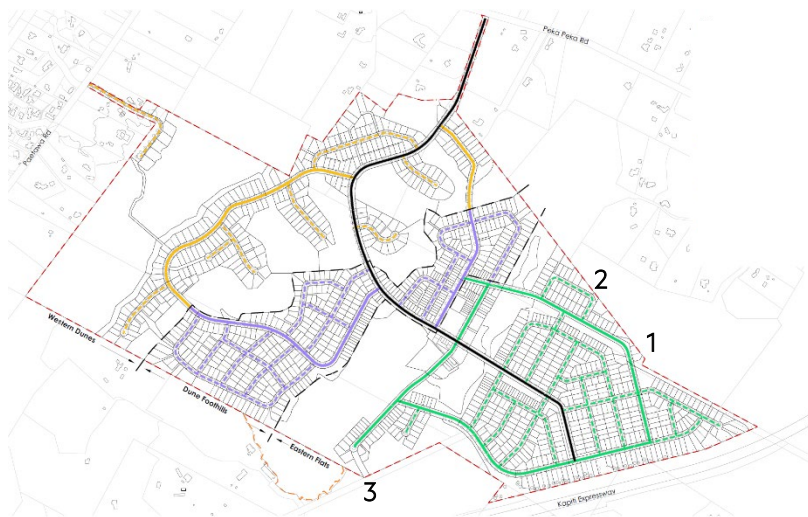 Peka Peka Rd
Paetawa Rd
2
1
Western Dunes
Dune Foothills
Eastern Flats
3
Kapiti Expressway